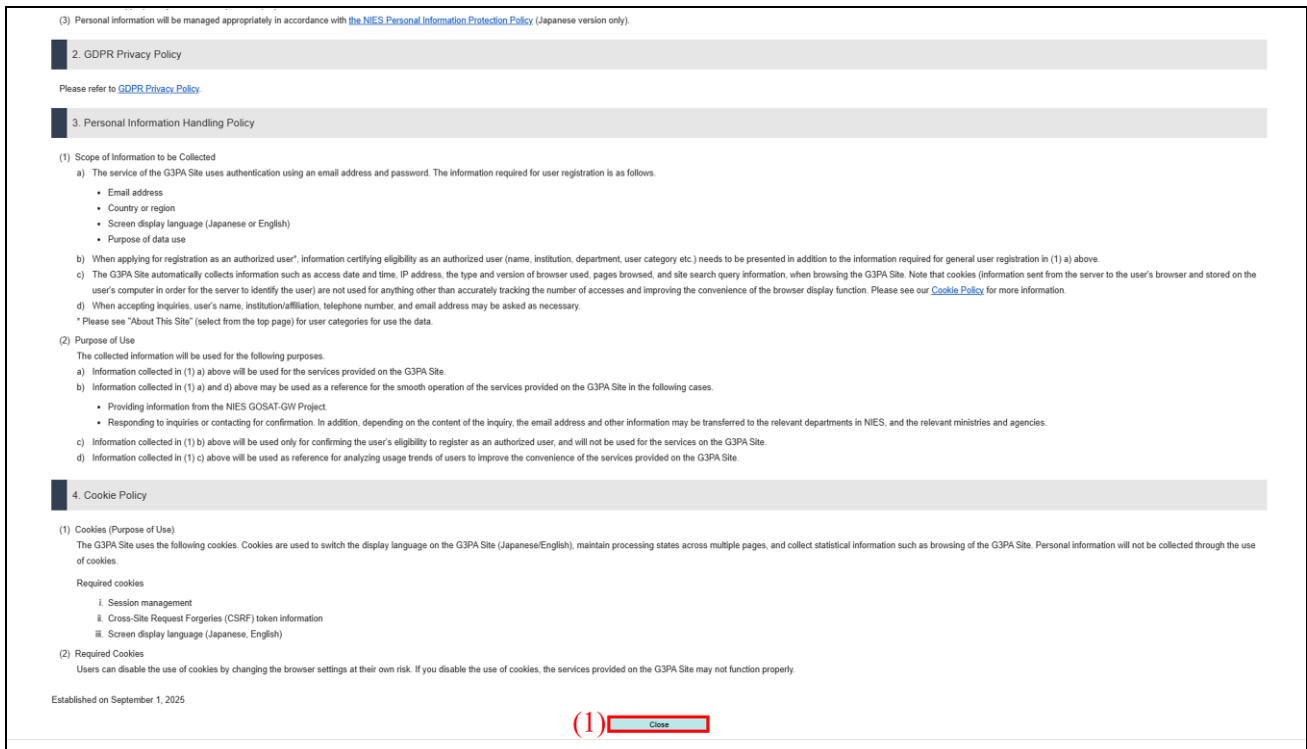 (3) Personal information will be managed appropriately in accordance with the NIES Personal Information Protection Policy (Japanese version only).
2. GDPR Privacy Policy
Please refer to GDPR Privacy Policy.
3. Personal Information Handling Policy
(1) Scope of Information to be Collected
a) The service of the G3PA Site uses authentication using an email address and password. The information required for user registration is as follows.
• Email address
• Country or region
• Screen display language (Japanese or English)
• Purpose of data use
b) When applying for registration as an authorized user*, information certifying eligibility as an authorized user (name, institution, department, user category etc.) needs to be presented in addition to the information required for general user registration in (1) a) above.
c) The G3PA Site automatically collects information such as access date and time, IP address, the type and version of browser used, pages browsed, and site search query information, when browsing the G3PA Site. Note that cookies (information sent from the server to the user's browser and stored on the
user's computer in order for the server to identify the user) are not used for anything other than accurately tracking the number of accesses and improving the convenience of the browser display function. Please see our Cookie Policy for more information.
d) When accepting inquiries, user's name, institution/affiliation, telephone number, and email address may be asked as necessary.
* Please see "About This Site" (select from the top page) for user categories for use the data.
(2) Purpose of Use
The collected information will be used for the following purposes.
a) Information collected in (1) a) above will be used for the services provided on the G3PA Site.
b) Information collected in (1) a) and d) above may be used as a reference for the smooth operation of the services provided on the G3PA Site in the following cases.
• Providing information from the NIES GOSAT-GW Project.
• Responding to inquiries or contacting for confirmation. In addition, depending on the content of the inquiry, the email address and other information may be transferred to the relevant departments in NIES, and the relevant ministries and agencies.
c) Information collected in (1) b) above will be used only for confirming the user's eligibility to register as an authorized user, and will not be used for the services on the G3PA Site.
d) Information collected in (1) c) above will be used as reference for analyzing usage trends of users to improve the convenience of the services provided on the G3PA Site.
4. Cookie Policy
(1) Cookies (Purpose of Use)
The G3PA Site uses the following cookies. Cookies are used to switch the display language on the G3PA Site (Japanese/English), maintain processing states across multiple pages, and collect statistical information such as browsing of the G3PA Site. Personal information will not be collected through the use
of cookies.
Required cookies
i. Session management
ii. Cross-Site Request Forgeries (CSRF) token information
iii. Screen display language (Japanese, English)
(2) Required Cookies
Users can disable the use of cookies by changing the browser settings at their own risk. If you disable the use of cookies, the services provided on the G3PA Site may not function properly.
Established on September 1, 2025
(1) Close